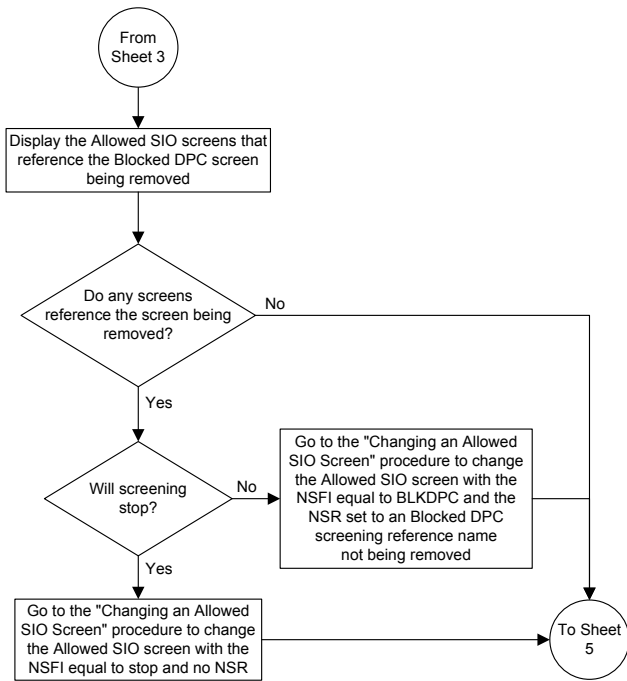 From
Sheet 3
Display the Allowed SIO screens that
reference the Blocked DPC screen
being removed
Do any screens
reference the screen being
removed?
No
Yes
Go to the "Changing an Allowed
SIO Screen" procedure to change
the Allowed SIO screen with the
NSFI equal to BLKDPC and the
NSR set to an Blocked DPC
screening reference name
not being removed
Will screening
stop?
No
Yes
Go to the "Changing an Allowed
SIO Screen" procedure to change
the Allowed SIO screen with the
NSFI equal to stop and no NSR
To Sheet
5